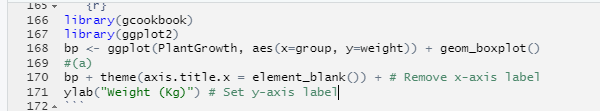 165 {r}
166 library(gcookbook)
167 library(ggplot2)
168 bp <- ggplot(PlantGrowth, aes(x=group, y=weight)) + geom_boxplot()
169 #(a)
170 bp + theme(axis.title.x = element_blank()) + # Remove x-axis label
171 ylab("Weight (Kg)") # Set y-axis label
172 ```